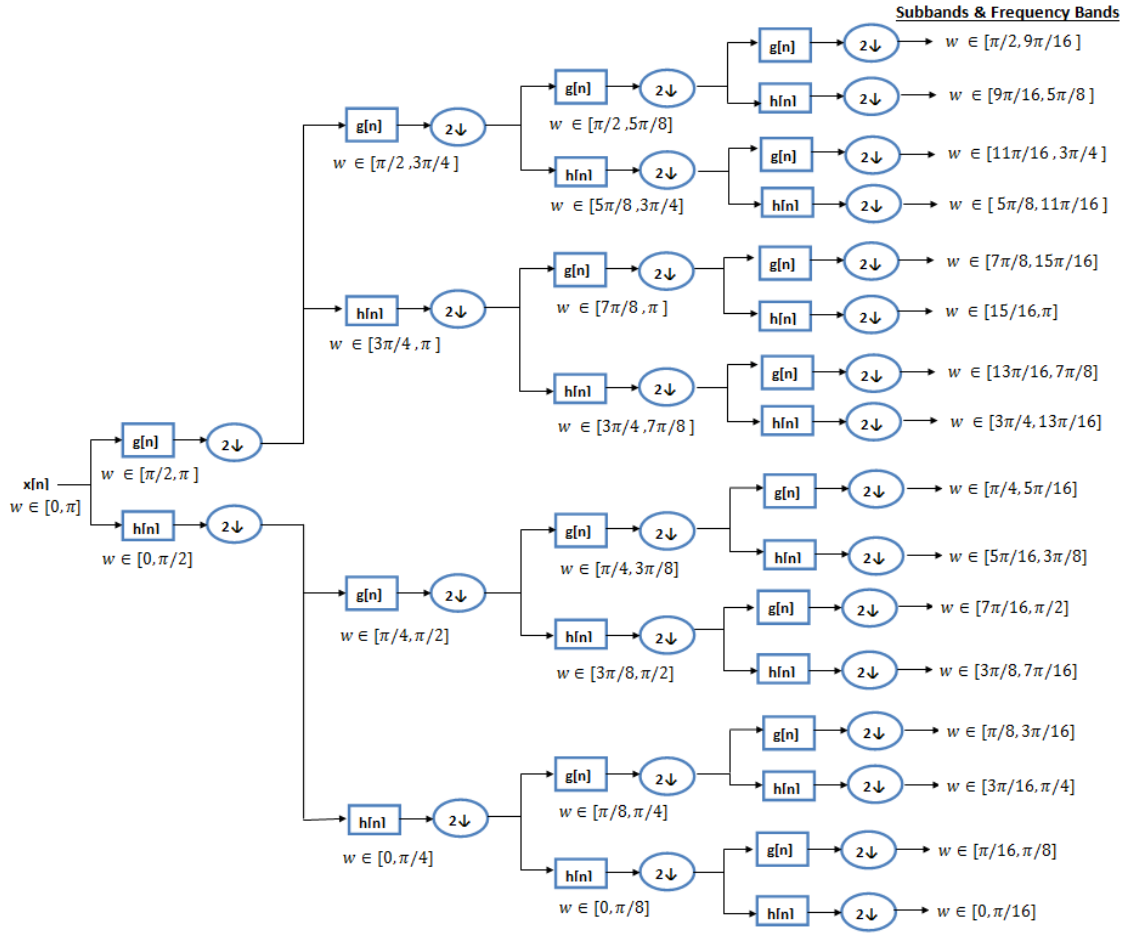 Subbands & Frequency Bands
g[n] 2↓ w ∈ [π/2, 9π/16 ]
g[n] 2↓
h[n] 2↓ w ∈ [9π/16, 5π/8 ]
w ∈ [π/2 ,5π/8]
g[n] 2↓
w ∈ [π/2 ,3π/4 ]
g[n] 2↓ w ∈ [11π/16 , 3π/4 ]
h[n] 2↓
h[n] 2↓ w ∈ [ 5π/8, 11π/16 ]
w ∈ [5π/8 ,3π/4]
g[n] 2↓ w ∈ [7π/8, 15π/16]
g[n] 2↓
h[n] 2↓ w ∈ [15/16, π]
w ∈ [7π/8 , π ]
h[n] 2↓
w ∈ [3π/4 , π ]
g[n] 2↓ w ∈ [13π/16, 7π/8]
h[n] 2↓
h[n] 2↓ w ∈ [3π/4, 13π/16]
w ∈ [3π/4 ,7π/8 ]
g[n] 2↓
w ∈ [π/2, π ]
x[n]
w ∈ [0, π]
h[n] 2↓
w ∈ [0, π/2]
g[n] 2↓ w ∈ [π/4, 5π/16]
g[n] 2↓
h[n] 2↓ w ∈ [5π/16, 3π/8]
w ∈ [π/4, 3π/8]
g[n] 2↓
w ∈ [π/4, π/2]
g[n] 2↓ w ∈ [7π/16, π/2]
h[n] 2↓
h[n] 2↓ w ∈ [3π/8, 7π/16]
w ∈ [3π/8, π/2]
g[n] 2↓ w ∈ [π/8, 3π/16]
g[n] 2↓
h[n] 2↓ w ∈ [3π/16, π/4]
w ∈ [π/8, π/4]
h[n] 2↓
w ∈ [0, π/4]
g[n] 2↓ w ∈ [π/16, π/8]
h[n] 2↓
h[n] 2↓ w ∈ [0, π/16]
w ∈ [0, π/8]